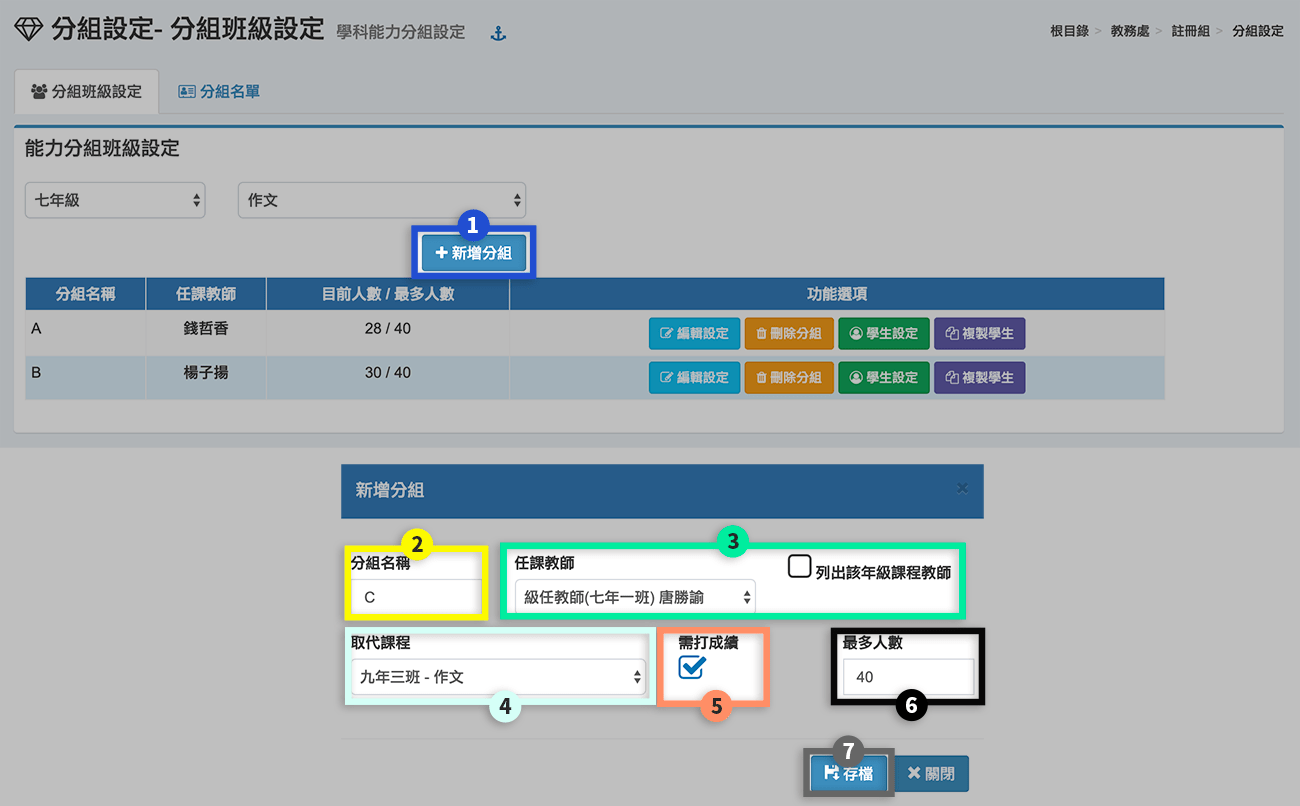 分組設定- 分組班級設定 學科能力分組設定
根目錄 > 教務處 > 註冊組 > 分組設定
分組班級設定 分組名單
能力分組班級設定
七年級 作文
1
+ 新增分組
分組名稱 任課教師 目前人數 / 最多人數 功能選項
A 錢哲香 28 / 40 編輯設定 刪除分組 學生設定 複製學生
B 楊子揚 30 / 40 編輯設定 刪除分組 學生設定 複製學生
新增分組 ×
2 3
分組名稱 任課教師 列出該年級課程教師
C 級任教師(七年一班) 唐勝諭
取代課程 需打成績 最多人數
九年三班 - 作文 40
4 5 6
7
存檔 關閉